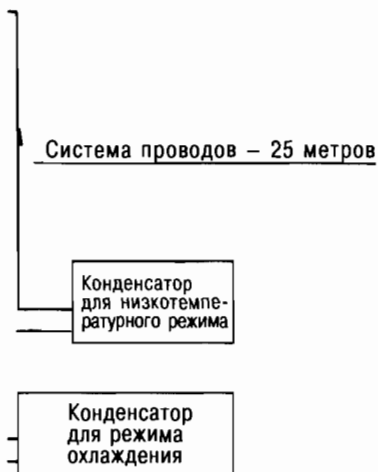 Система проводов – 25 метров
Конденсатор
для низкотемпе-
ратурного режима
Конденсатор
для режима
охлаждения